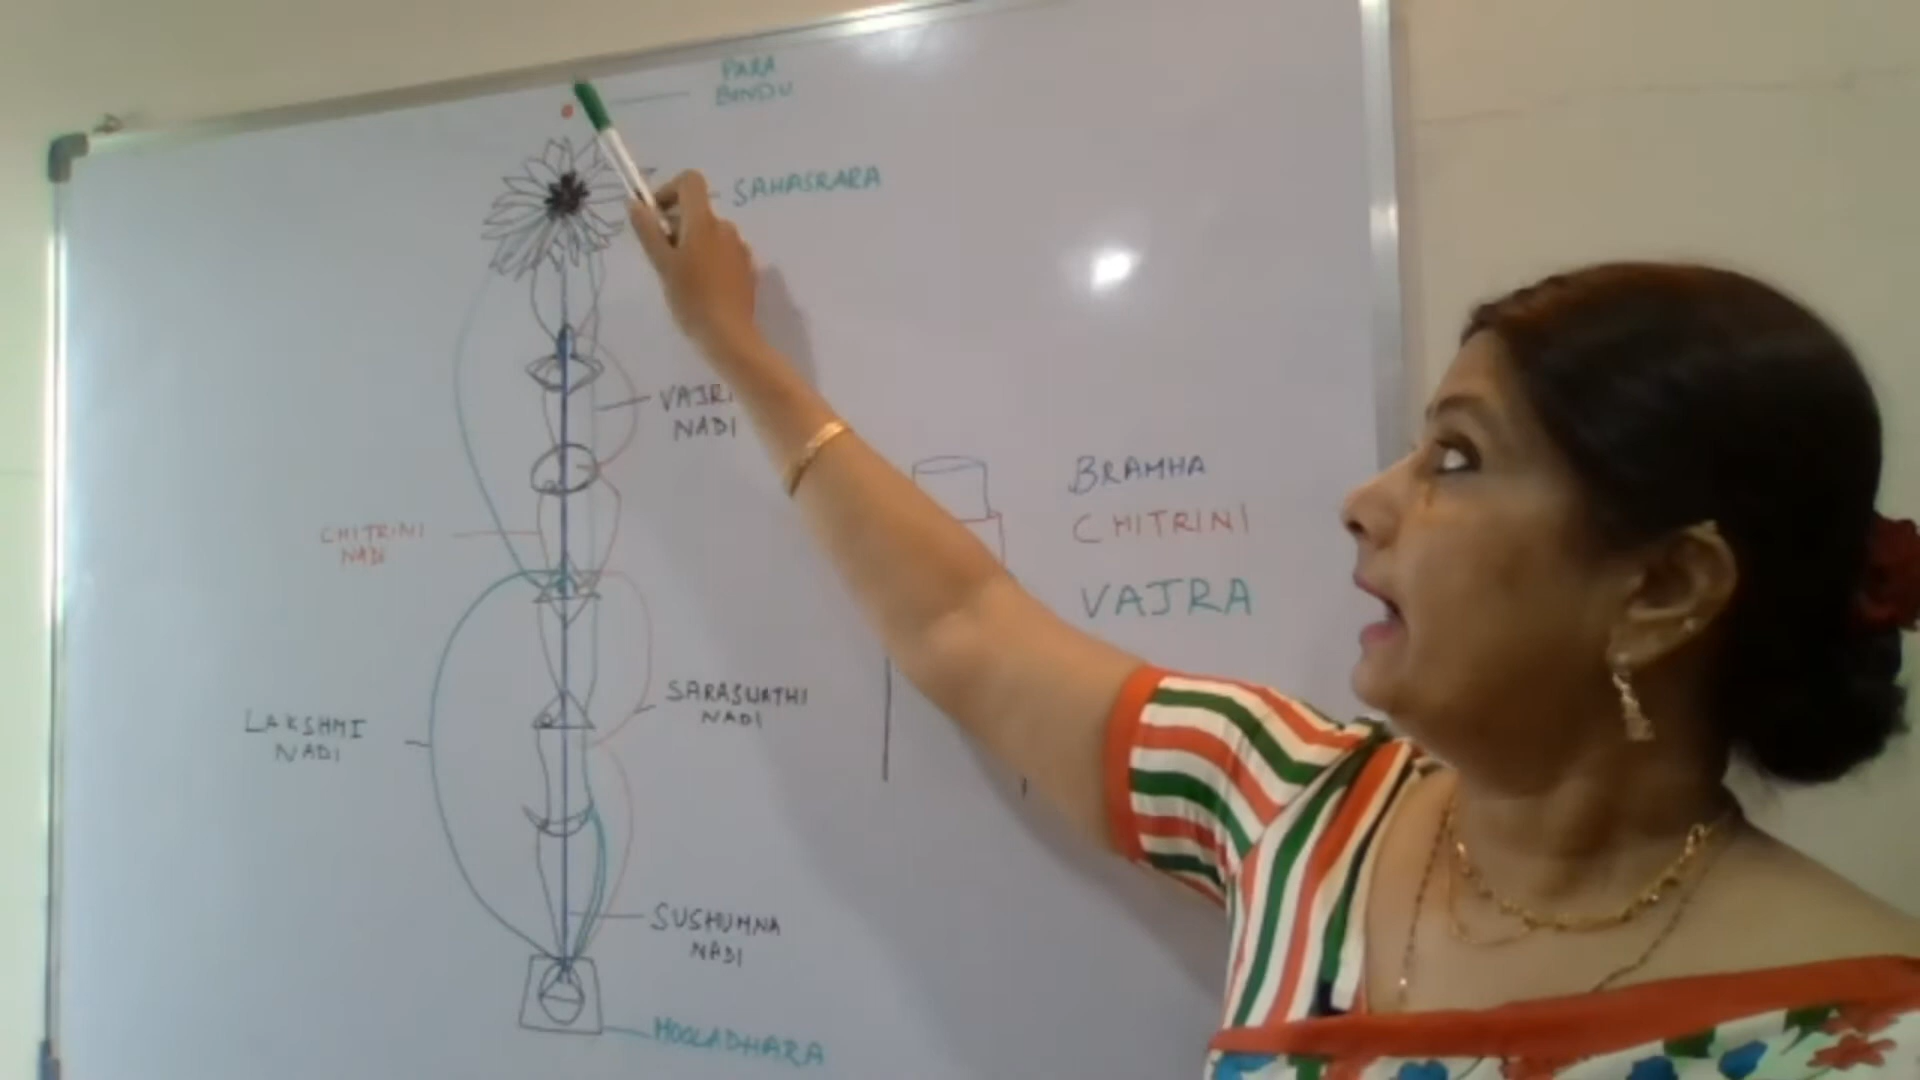 PARA
BINDU
SAHASRARA
VAJRI
NADI
BRAMHA
CHITRINI
CHITRINI
NADI
VAJRA
SARASWATHI
NADI
LAKSHMI
NADI
SUSHUMNA
NADI
MOOLADHARA